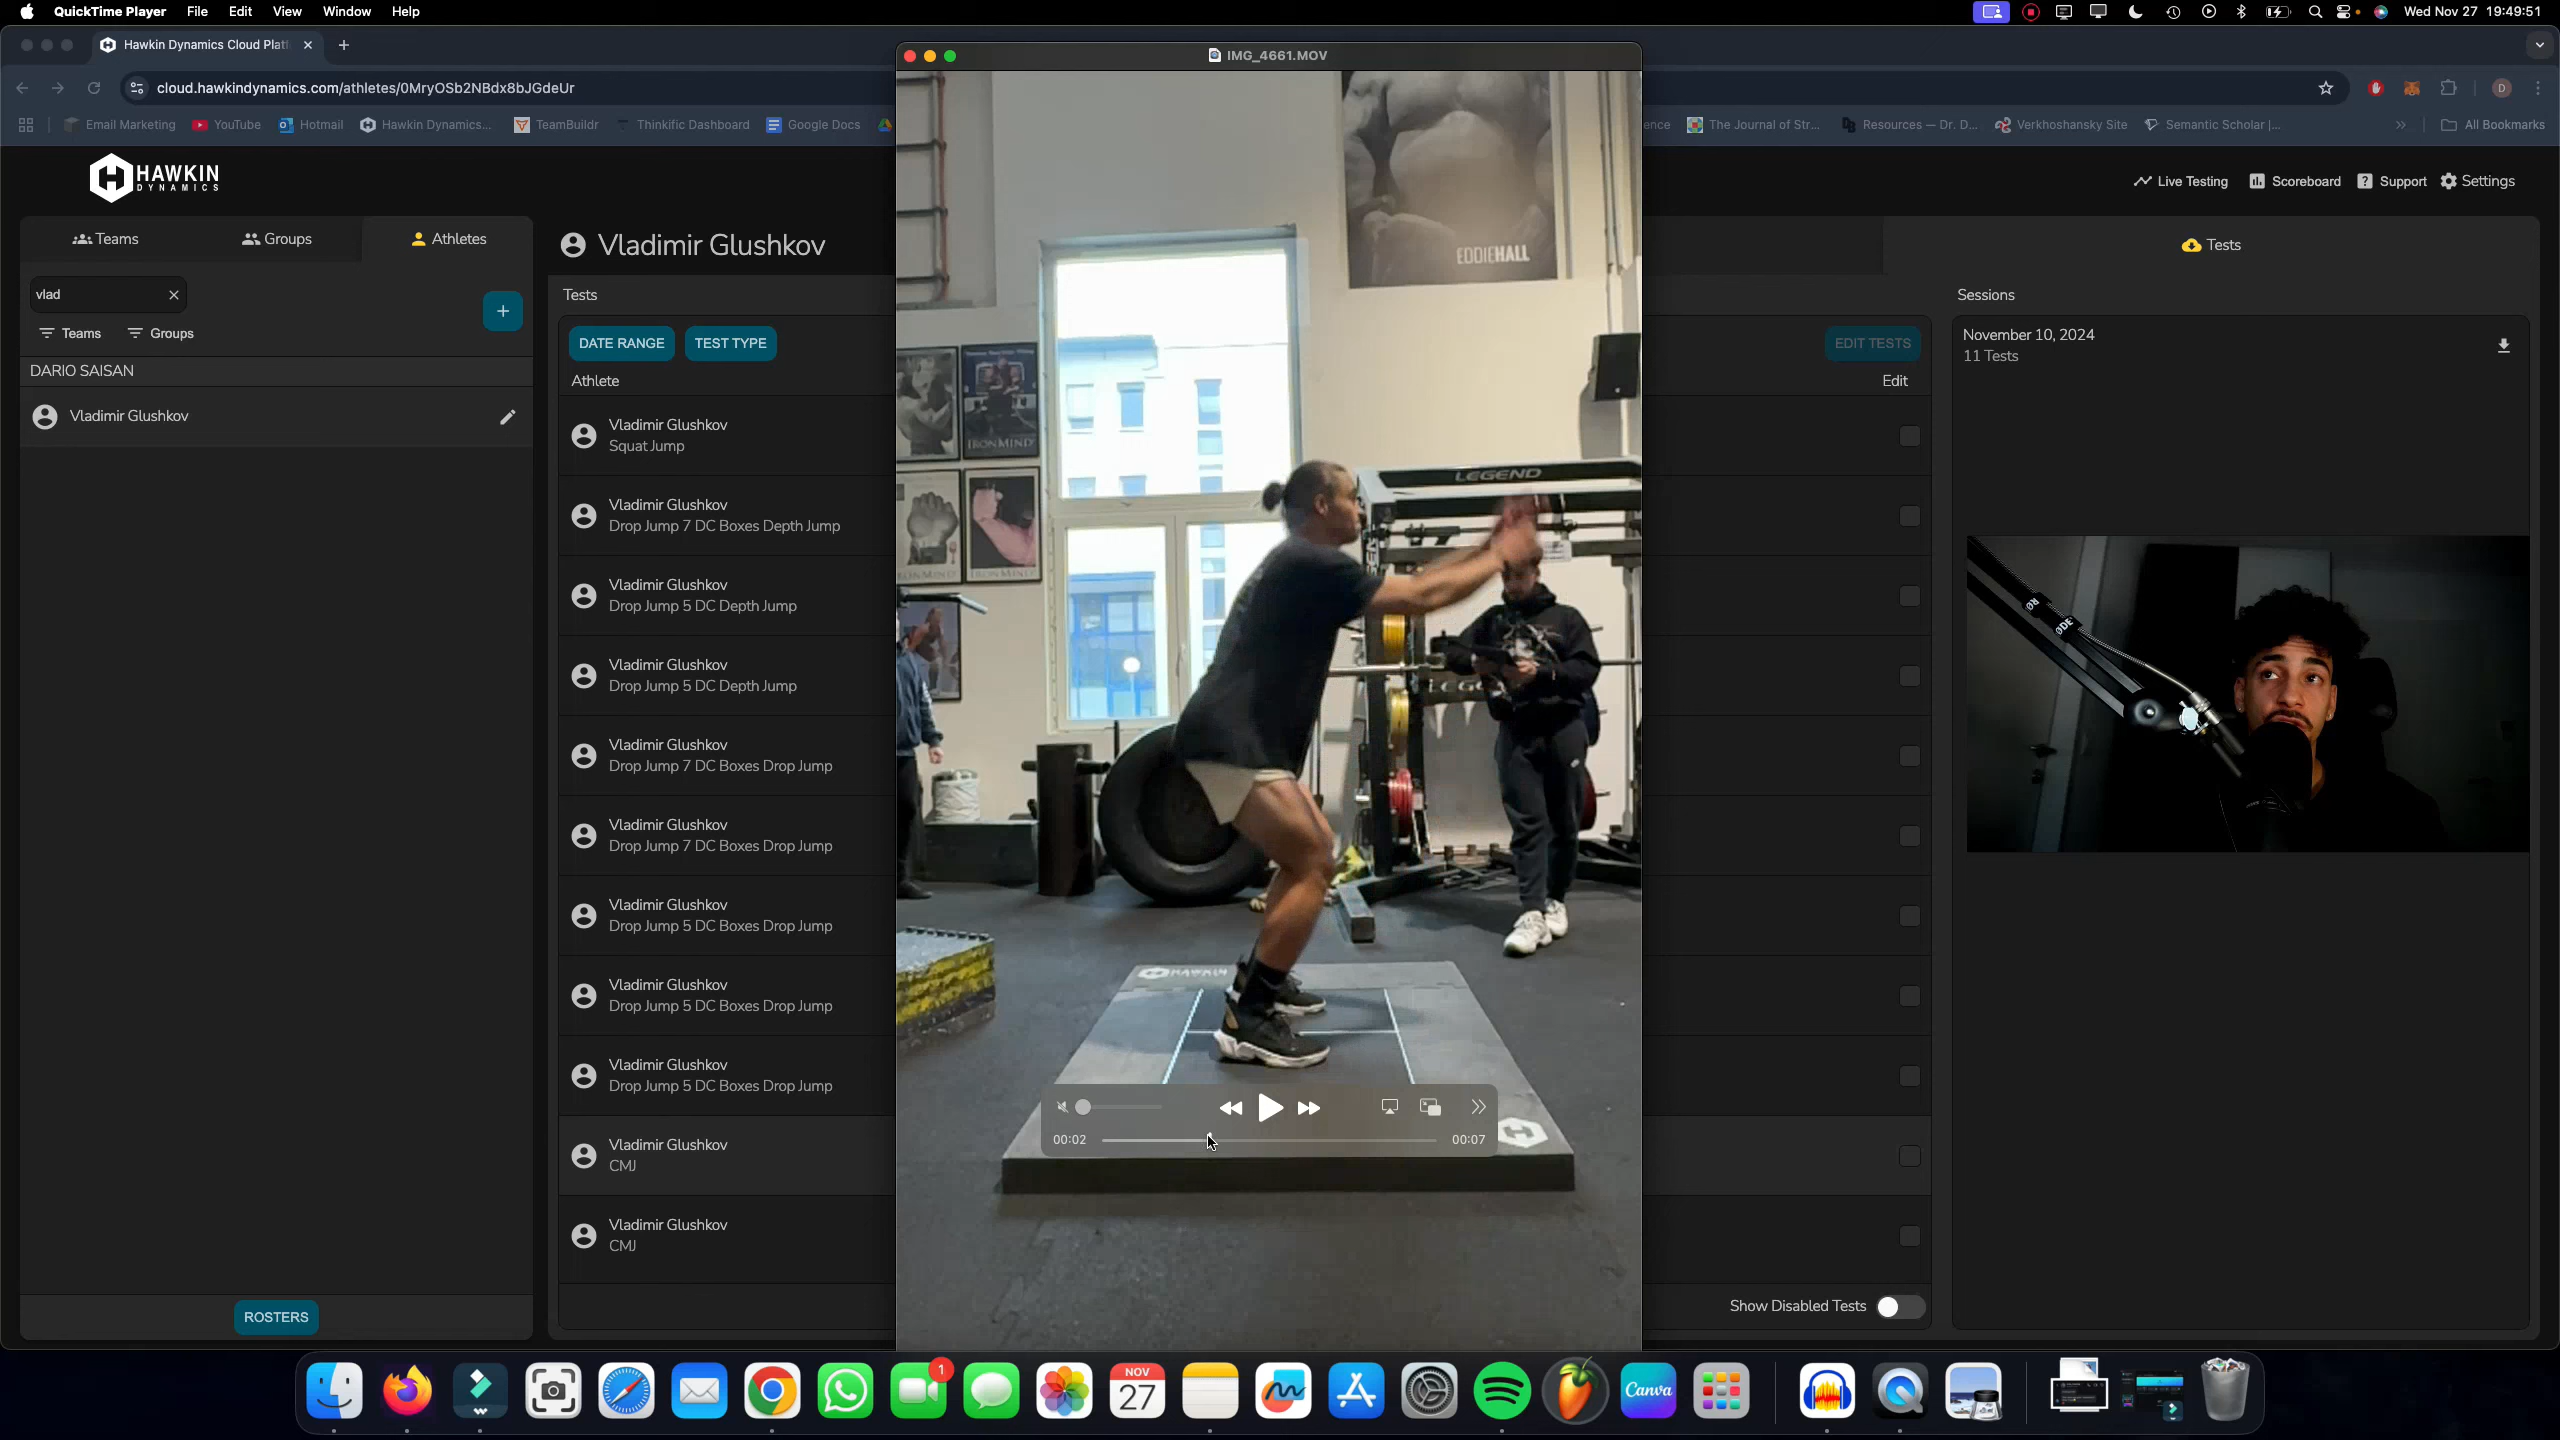 QuickTime Player File Edit View Window Help
Wed Nov 27 19:49:51
Hawkin Dynamics Cloud Platf
IMG_4661.MOV
cloud.hawkindynamics.com/athletes/0MryOSb2NBdx8bJGdeUr
D
Email Marketing YouTube Hotmail Hawkin Dynamics... TeamBuildr Thinkific Dashboard Google Docs
ence The Journal of Str... Resources — Dr. D... Verkhoshansky Site Semantic Scholar |... All Bookmarks
HAWKIN
DYNAMICS
Live Testing Scoreboard Support Settings
Teams Groups Athletes
vlad
Teams Groups
DARIO SAISAN
Vladimir Glushkov
ROSTERS
Vladimir Glushkov
Tests
Tests
DATE RANGE TEST TYPE
EDIT TESTS
Athlete
Edit
Vladimir Glushkov
Squat Jump
Vladimir Glushkov
Drop Jump 7 DC Boxes Depth Jump
Vladimir Glushkov
Drop Jump 5 DC Depth Jump
Vladimir Glushkov
Drop Jump 5 DC Depth Jump
Vladimir Glushkov
Drop Jump 7 DC Boxes Drop Jump
Vladimir Glushkov
Drop Jump 7 DC Boxes Drop Jump
Vladimir Glushkov
Drop Jump 5 DC Boxes Drop Jump
Vladimir Glushkov
Drop Jump 5 DC Boxes Drop Jump
Vladimir Glushkov
Drop Jump 5 DC Boxes Drop Jump
Vladimir Glushkov
CMJ
Vladimir Glushkov
CMJ
Show Disabled Tests
EDDIEHALL
IRONMIND
IRONMIND
IRONMIND
LEGEND
HAWKIN
00:02
00:07
Sessions
November 10, 2024
11 Tests
RØ
ØDE
1
NOV
27
Canva